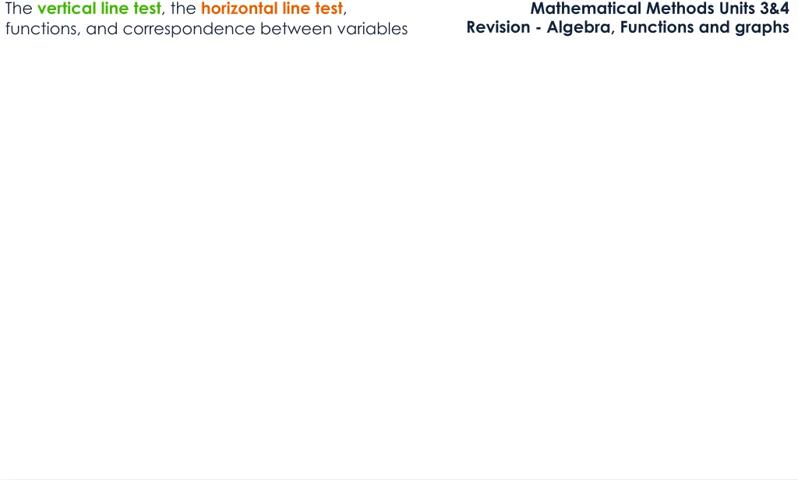 The vertical line test, the horizontal line test,
functions, and correspondence between variables
Mathematical Methods Units 3&4
Revision - Algebra, Functions and graphs